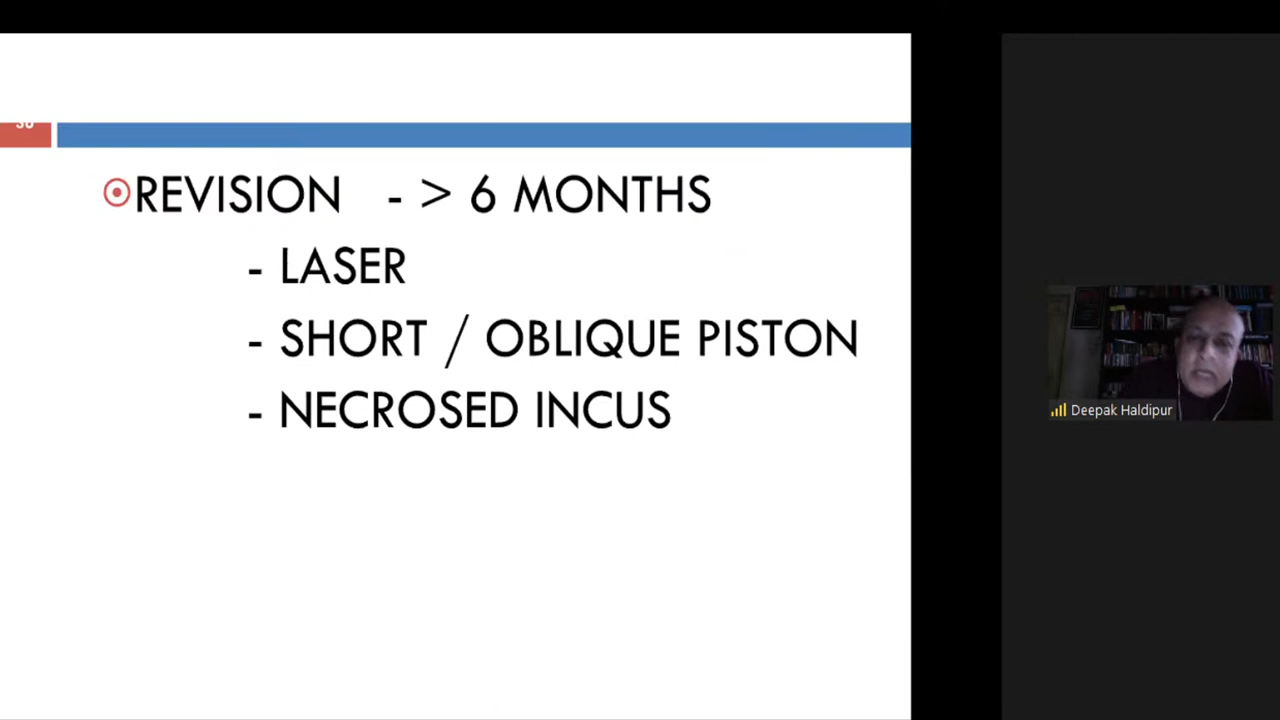 REVISION - > 6 MONTHS
- LASER
- SHORT / OBLIQUE PISTON
- NECROSED INCUS
Deepak Haldipur